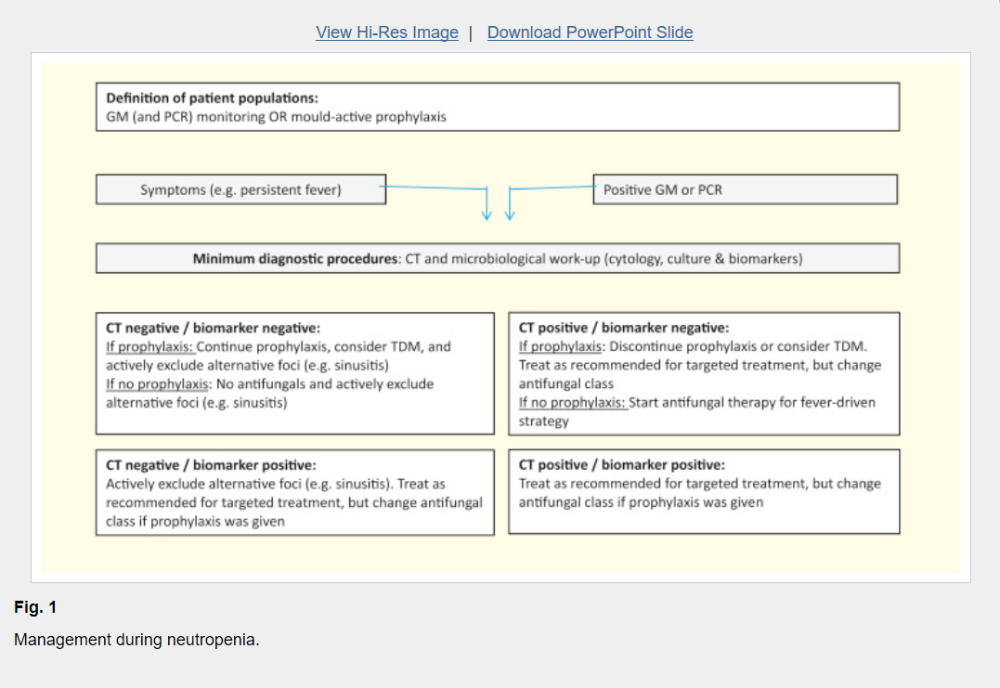 View Hi-Res Image | Download PowerPoint Slide
Definition of patient populations:
GM (and PCR) monitoring OR mould-active prophylaxis
Symptoms (e.g. persistent fever)
Positive GM or PCR
Minimum diagnostic procedures: CT and microbiological work-up (cytology, culture & biomarkers)
CT negative / biomarker negative:
If prophylaxis: Continue prophylaxis, consider TDM, and
actively exclude alternative foci (e.g. sinusitis)
If no prophylaxis: No antifungals and actively exclude
alternative foci (e.g. sinusitis)
CT positive / biomarker negative:
If prophylaxis: Discontinue prophylaxis or consider TDM.
Treat as recommended for targeted treatment, but change
antifungal class
If no prophylaxis: Start antifungal therapy for fever-driven
strategy
CT negative / biomarker positive:
Actively exclude alternative foci (e.g. sinusitis). Treat as
recommended for targeted treatment, but change antifungal
class if prophylaxis was given
CT positive / biomarker positive:
Treat as recommended for targeted treatment, but change
antifungal class if prophylaxis was given
Fig. 1
Management during neutropenia.